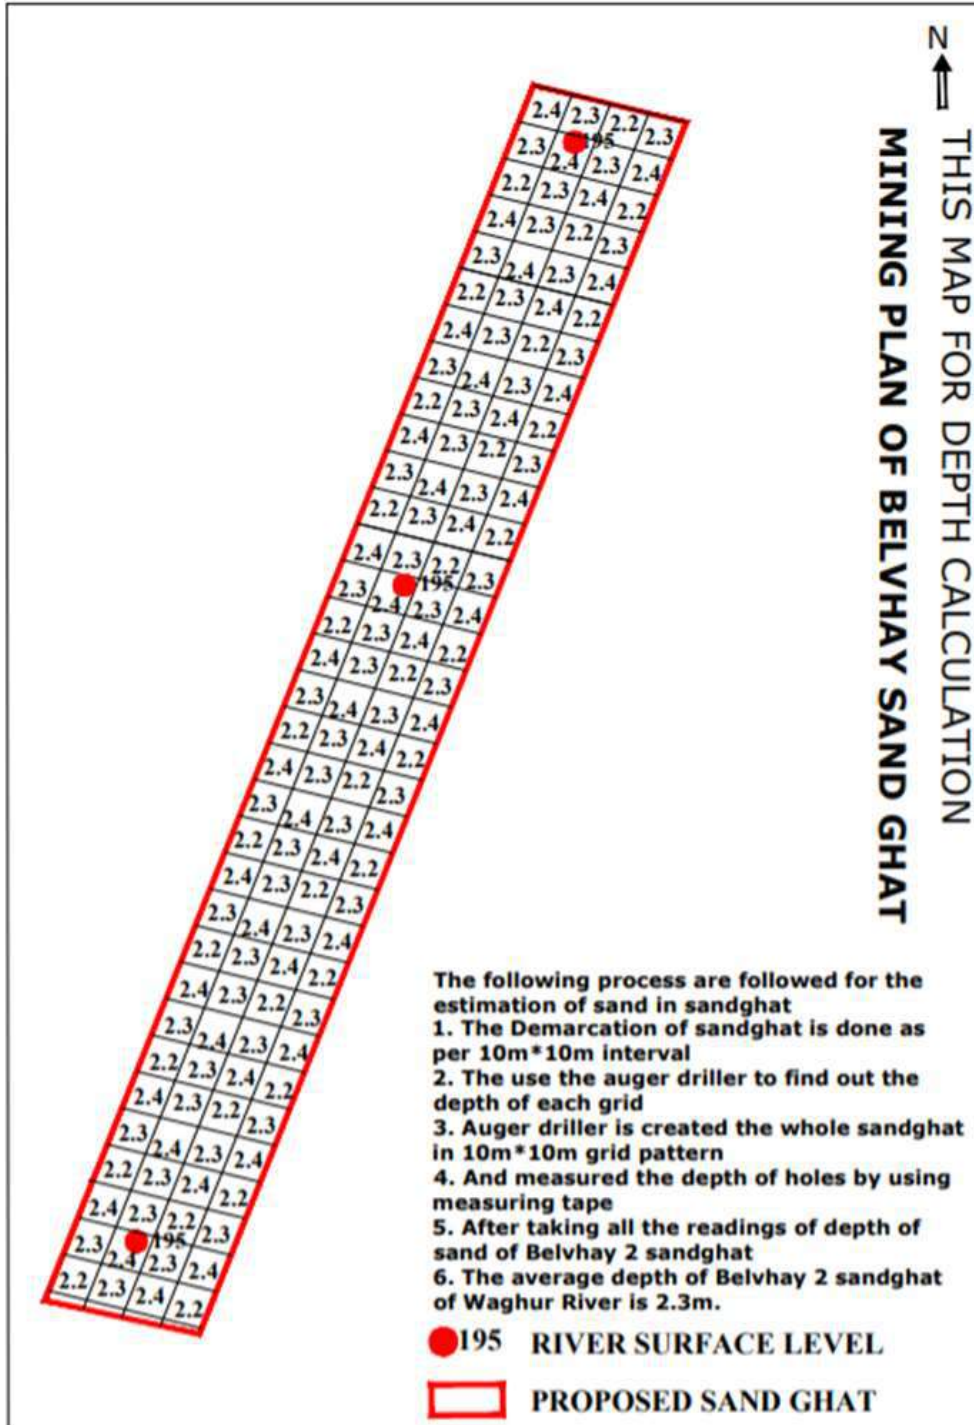 N
THIS MAP FOR DEPTH CALCULATION
MINING PLAN OF BELVHAY SAND GHAT
2.4 2.3 2.2 2.3
195
2.3 2.4 2.3 2.4
2.2 2.3 2.4 2.2
2.4 2.3 2.2 2.3
2.3 2.4 2.3 2.4
2.2 2.3 2.4 2.2
2.4 2.3 2.2 2.3
2.3 2.4 2.3 2.4
2.2 2.3 2.4 2.2
2.4 2.3 2.2 2.3
2.3 2.4 2.3 2.4
2.2 2.3 2.4 2.2
2.4 2.3 2.2 2.3
195
2.3 2.4 2.3 2.4
2.2 2.3 2.4 2.2
2.4 2.3 2.2 2.3
2.3 2.4 2.3 2.4
2.2 2.3 2.4 2.2
2.4 2.3 2.2 2.3
2.3 2.4 2.3 2.4
2.2 2.3 2.4 2.2
2.4 2.3 2.2 2.3
2.3 2.4 2.3 2.4
2.2 2.3 2.4 2.2
2.4 2.3 2.2 2.3
2.3 2.4 2.3 2.4
2.2 2.3 2.4 2.2
2.4 2.3 2.2 2.3
2.3 2.4 2.3 2.4
2.2 2.3 2.4 2.2
2.4 2.3 2.2 2.3
195
2.3 2.4 2.3 2.4
2.2 2.3 2.4 2.2
The following process are followed for the
estimation of sand in sandghat
1. The Demarcation of sandghat is done as
per 10m*10m interval
2. The use the auger driller to find out the
depth of each grid
3. Auger driller is created the whole sandghat
in 10m*10m grid pattern
4. And measured the depth of holes by using
measuring tape
5. After taking all the readings of depth of
sand of Belvhay 2 sandghat
6. The average depth of Belvhay 2 sandghat
of Waghur River is 2.3m.
195 RIVER SURFACE LEVEL
PROPOSED SAND GHAT